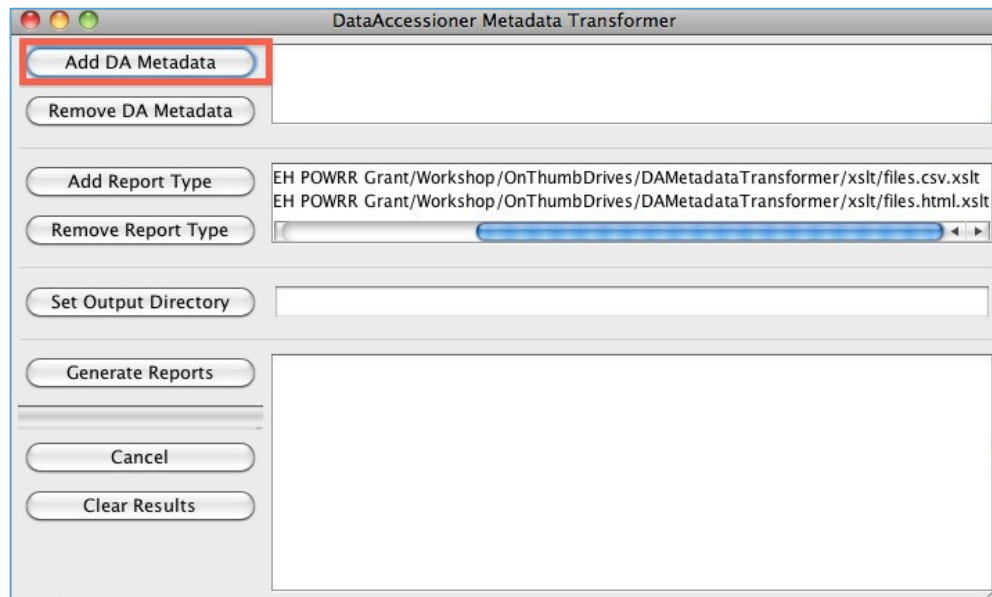 DataAccessioner Metadata Transformer
Add DA Metadata
Remove DA Metadata
Add Report Type
EH POWRR Grant/Workshop/OnThumbDrives/DAMetadataTransformer/xslt/files.csv.xslt
EH POWRR Grant/Workshop/OnThumbDrives/DAMetadataTransformer/xslt/files.html.xslt
Remove Report Type
Set Output Directory
Generate Reports
Cancel
Clear Results